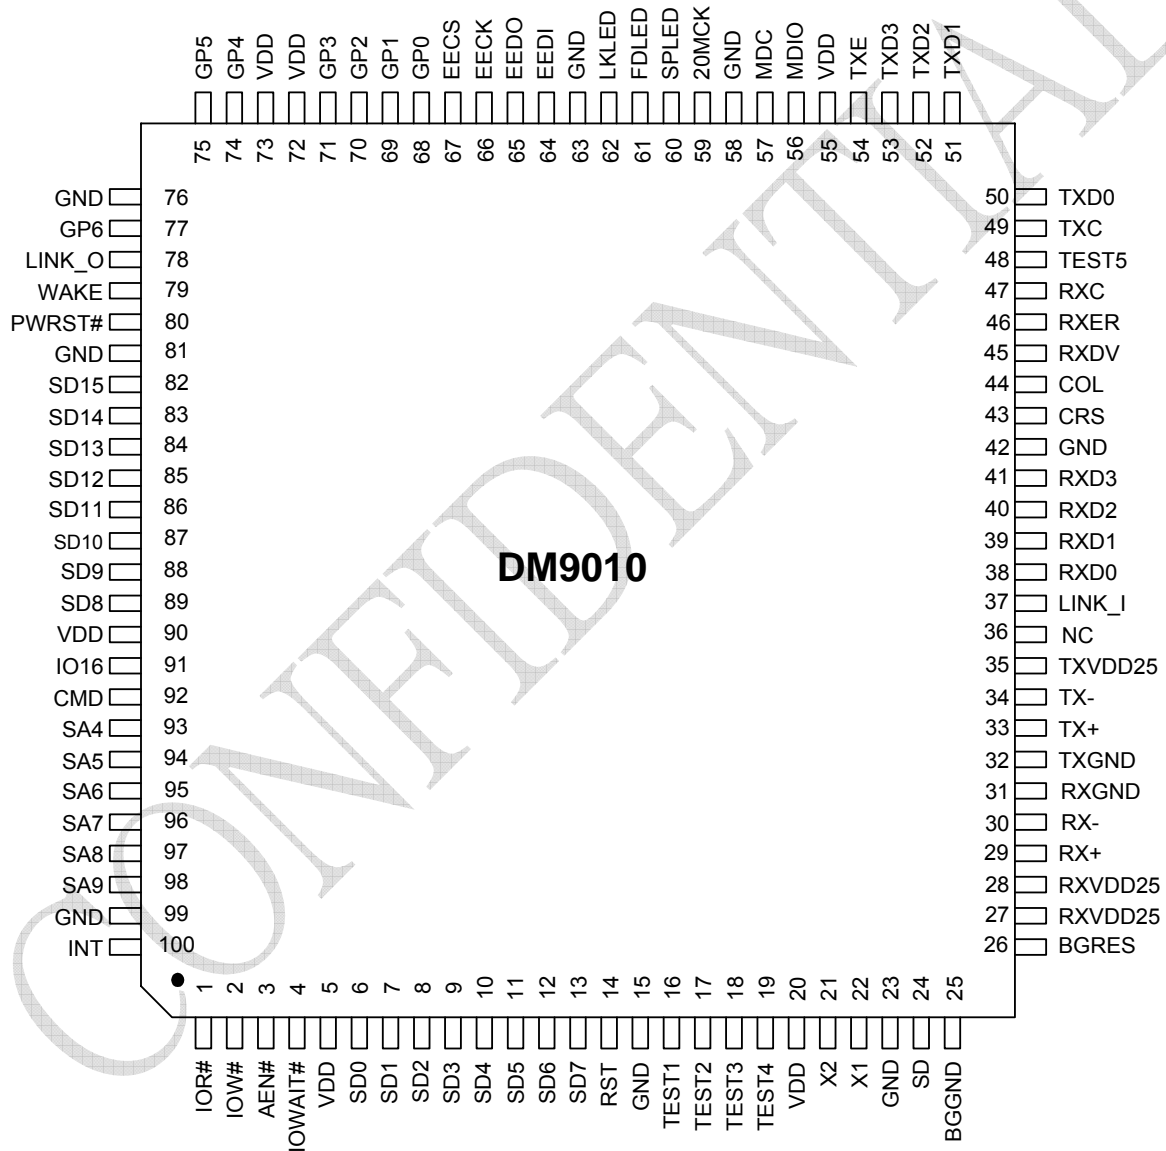 GP5 GP4 VDD VDD GP3 GP2 GP1 GP0 EECS EECK EEDO EEDI GND LKLED FDLED SPLED 20MCK GND MDC MDIO VDD TXE TXD3 TXD2 TXD1
75 74 73 72 71 70 69 68 67 66 65 64 63 62 61 60 59 58 57 56 55 54 53 52 51
GND 76 50 TXD0
GP6 77 49 TXC
LINK_O 78 48 TEST5
WAKE 79 47 RXC
PWRST# 80 46 RXER
GND 81 45 RXDV
SD15 82 44 COL
SD14 83 43 CRS
SD13 84 42 GND
SD12 85 41 RXD3
SD11 86 40 RXD2
SD10 87 39 RXD1
SD9 88 38 RXD0
SD8 89 37 LINK_I
VDD 90 36 NC
IO16 91 35 TXVDD25
CMD 92 34 TX-
SA4 93 33 TX+
SA5 94 32 TXGND
SA6 95 31 RXGND
SA7 96 30 RX-
SA8 97 29 RX+
SA9 98 28 RXVDD25
GND 99 27 RXVDD25
INT 100 26 BGRES
DM9010
1 2 3 4 5 6 7 8 9 10 11 12 13 14 15 16 17 18 19 20 21 22 23 24 25
IOR# IOW# AEN# IOWAIT# VDD SD0 SD1 SD2 SD3 SD4 SD5 SD6 SD7 RST GND TEST1 TEST2 TEST3 TEST4 VDD X2 X1 GND SD BGGND
CONFIDENTIAL